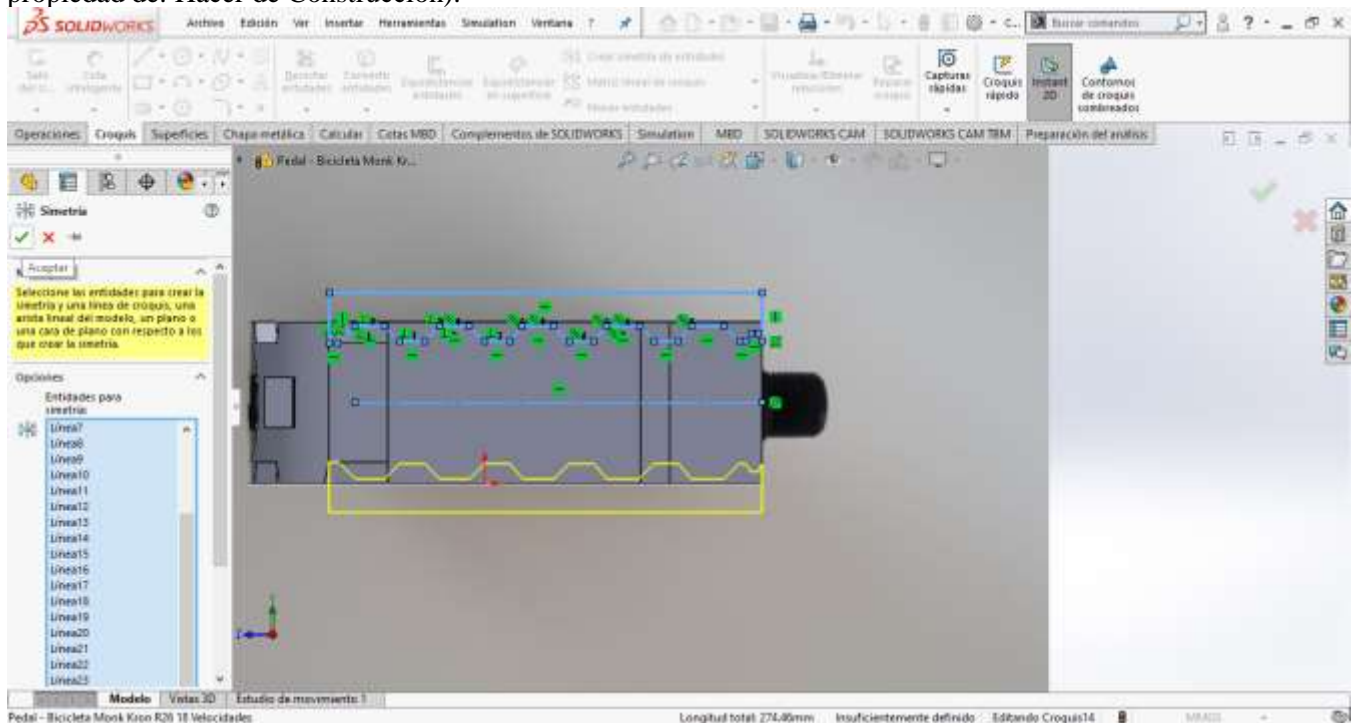 propiedad de: Hacer de Construcción).
SOLIDWORKS Archivo Edición Ver Insertar Herramientas Simulation Ventana ? Buscar comandos
Capturas rápidas
Croquis rápido
Instant 2D
Contornos de croquis sombreados
Operaciones Croquis Superficies Chapa metálica Calcular Cotas MBD Complementos de SOLIDWORKS Simulation MBD SOLIDWORKS CAM SOLIDWORKS CAM TBM Preparación del análisis
Pedal - Bicicleta Monk Kr...
Simetría
Aceptar
Seleccione las entidades para crear la
simetría y una línea de croquis, una
arista lineal del modelo, un plano o
una cara de plano con respecto a los
que crear la simetría.
Opciones
Entidades para
simetría:
Línea7
Línea8
Línea9
Línea10
Línea11
Línea12
Línea13
Línea14
Línea15
Línea16
Línea17
Línea18
Línea19
Línea20
Línea21
Línea22
Línea23
Modelo Vistas 3D Estudio de movimiento 1
Pedal - Bicicleta Monk Kron R26 18 Velocidades Longitud total: 274.46mm Insuficientemente definido Editando Croquis14 MMGS